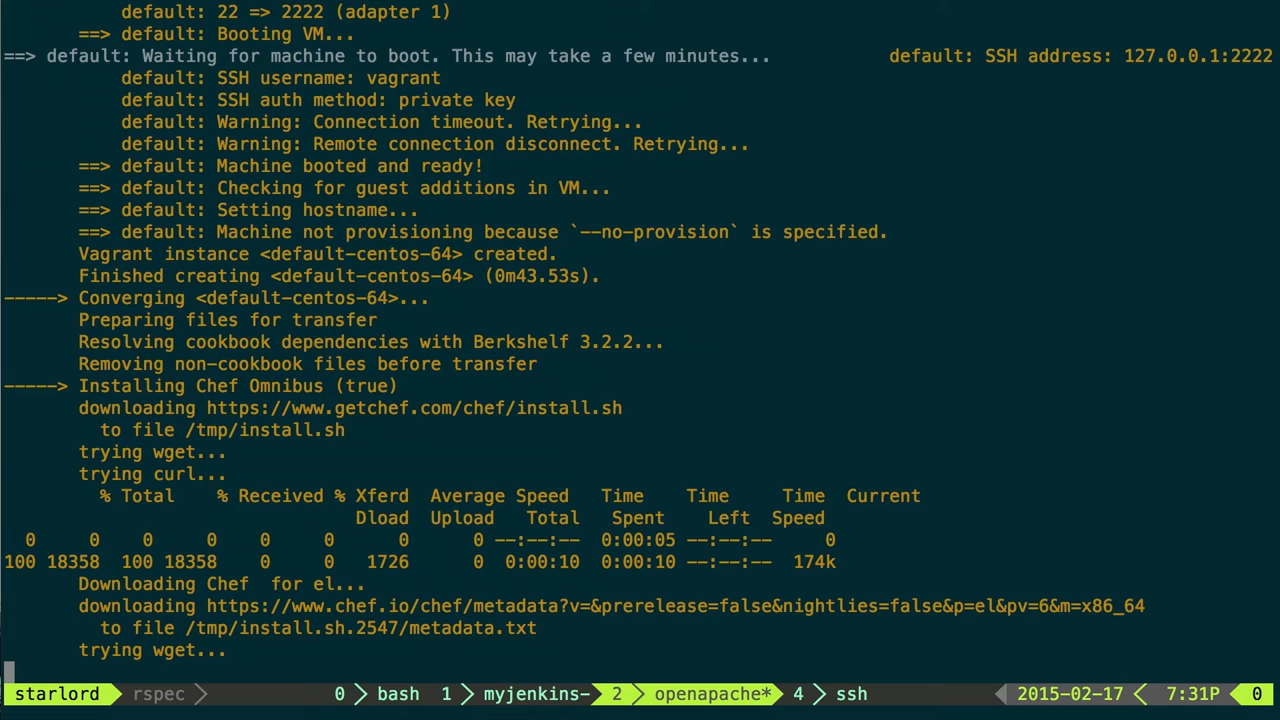 default: 22 => 2222 (adapter 1)
==> default: Booting VM...
==> default: Waiting for machine to boot. This may take a few minutes... default: SSH address: 127.0.0.1:2222
default: SSH username: vagrant
default: SSH auth method: private key
default: Warning: Connection timeout. Retrying...
default: Warning: Remote connection disconnect. Retrying...
==> default: Machine booted and ready!
==> default: Checking for guest additions in VM...
==> default: Setting hostname...
==> default: Machine not provisioning because `--no-provision` is specified.
Vagrant instance <default-centos-64> created.
Finished creating <default-centos-64> (0m43.53s).
-----> Converging <default-centos-64>...
Preparing files for transfer
Resolving cookbook dependencies with Berkshelf 3.2.2...
Removing non-cookbook files before transfer
-----> Installing Chef Omnibus (true)
downloading https://www.getchef.com/chef/install.sh
to file /tmp/install.sh
trying wget...
trying curl...
% Total % Received % Xferd Average Speed Time Time Time Current
Dload Upload Total Spent Left Speed
0 0 0 0 0 0 0 0 --:--:-- 0:00:05 --:--:-- 0
100 18358 100 18358 0 0 1726 0 0:00:10 0:00:10 --:--:-- 174k
Downloading Chef  for el...
downloading https://www.chef.io/chef/metadata?v=&prerelease=false&nightlies=false&p=el&pv=6&m=x86_64
to file /tmp/install.sh.2547/metadata.txt
trying wget...
starlord rspec 0 bash 1 myjenkins- 2 openapache* 4 ssh 2015-02-17 7:31P 0